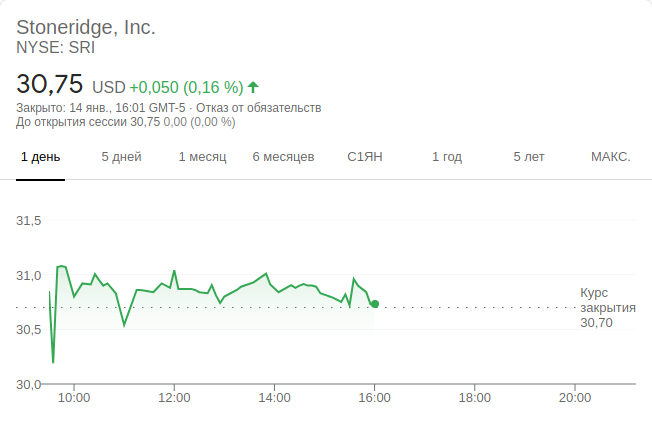 Stoneridge, Inc.
NYSE: SRI
30,75 USD +0,050 (0,16 %)
Закрыто: 14 янв., 16:01 GMT-5 · Отказ от обязательств
До открытия сессии 30,75 0,00 (0,00 %)
1 день 5 дней 1 месяц 6 месяцев С1ЯН 1 год 5 лет МАКС.
31,5
31,0
Курс
закрытия
30,70
30,5
30,0
10:00 12:00 14:00 16:00 18:00 20:00